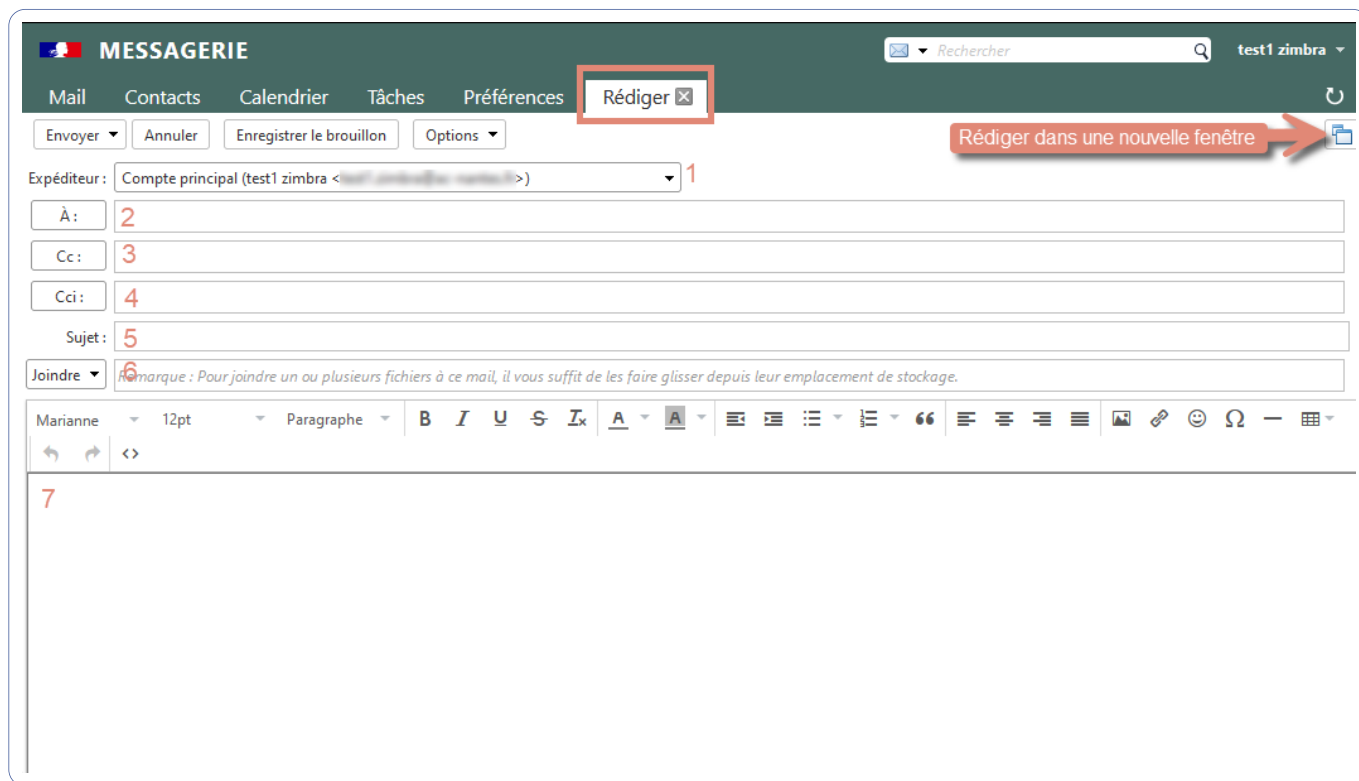 MESSAGERIE
Rechercher
test1 zimbra
Mail Contacts Calendrier Tâches Préférences Rédiger
Envoyer Annuler Enregistrer le brouillon Options Rédiger dans une nouvelle fenêtre
Expéditeur : Compte principal (test1 zimbra < >) 1
À : 2
Cc : 3
Cci : 4
Sujet : 5
Joindre 6 Remarque : Pour joindre un ou plusieurs fichiers à ce mail, il vous suffit de les faire glisser depuis leur emplacement de stockage.
Marianne 12pt Paragraphe B I U S Ix A A 66 Ω
<>
7